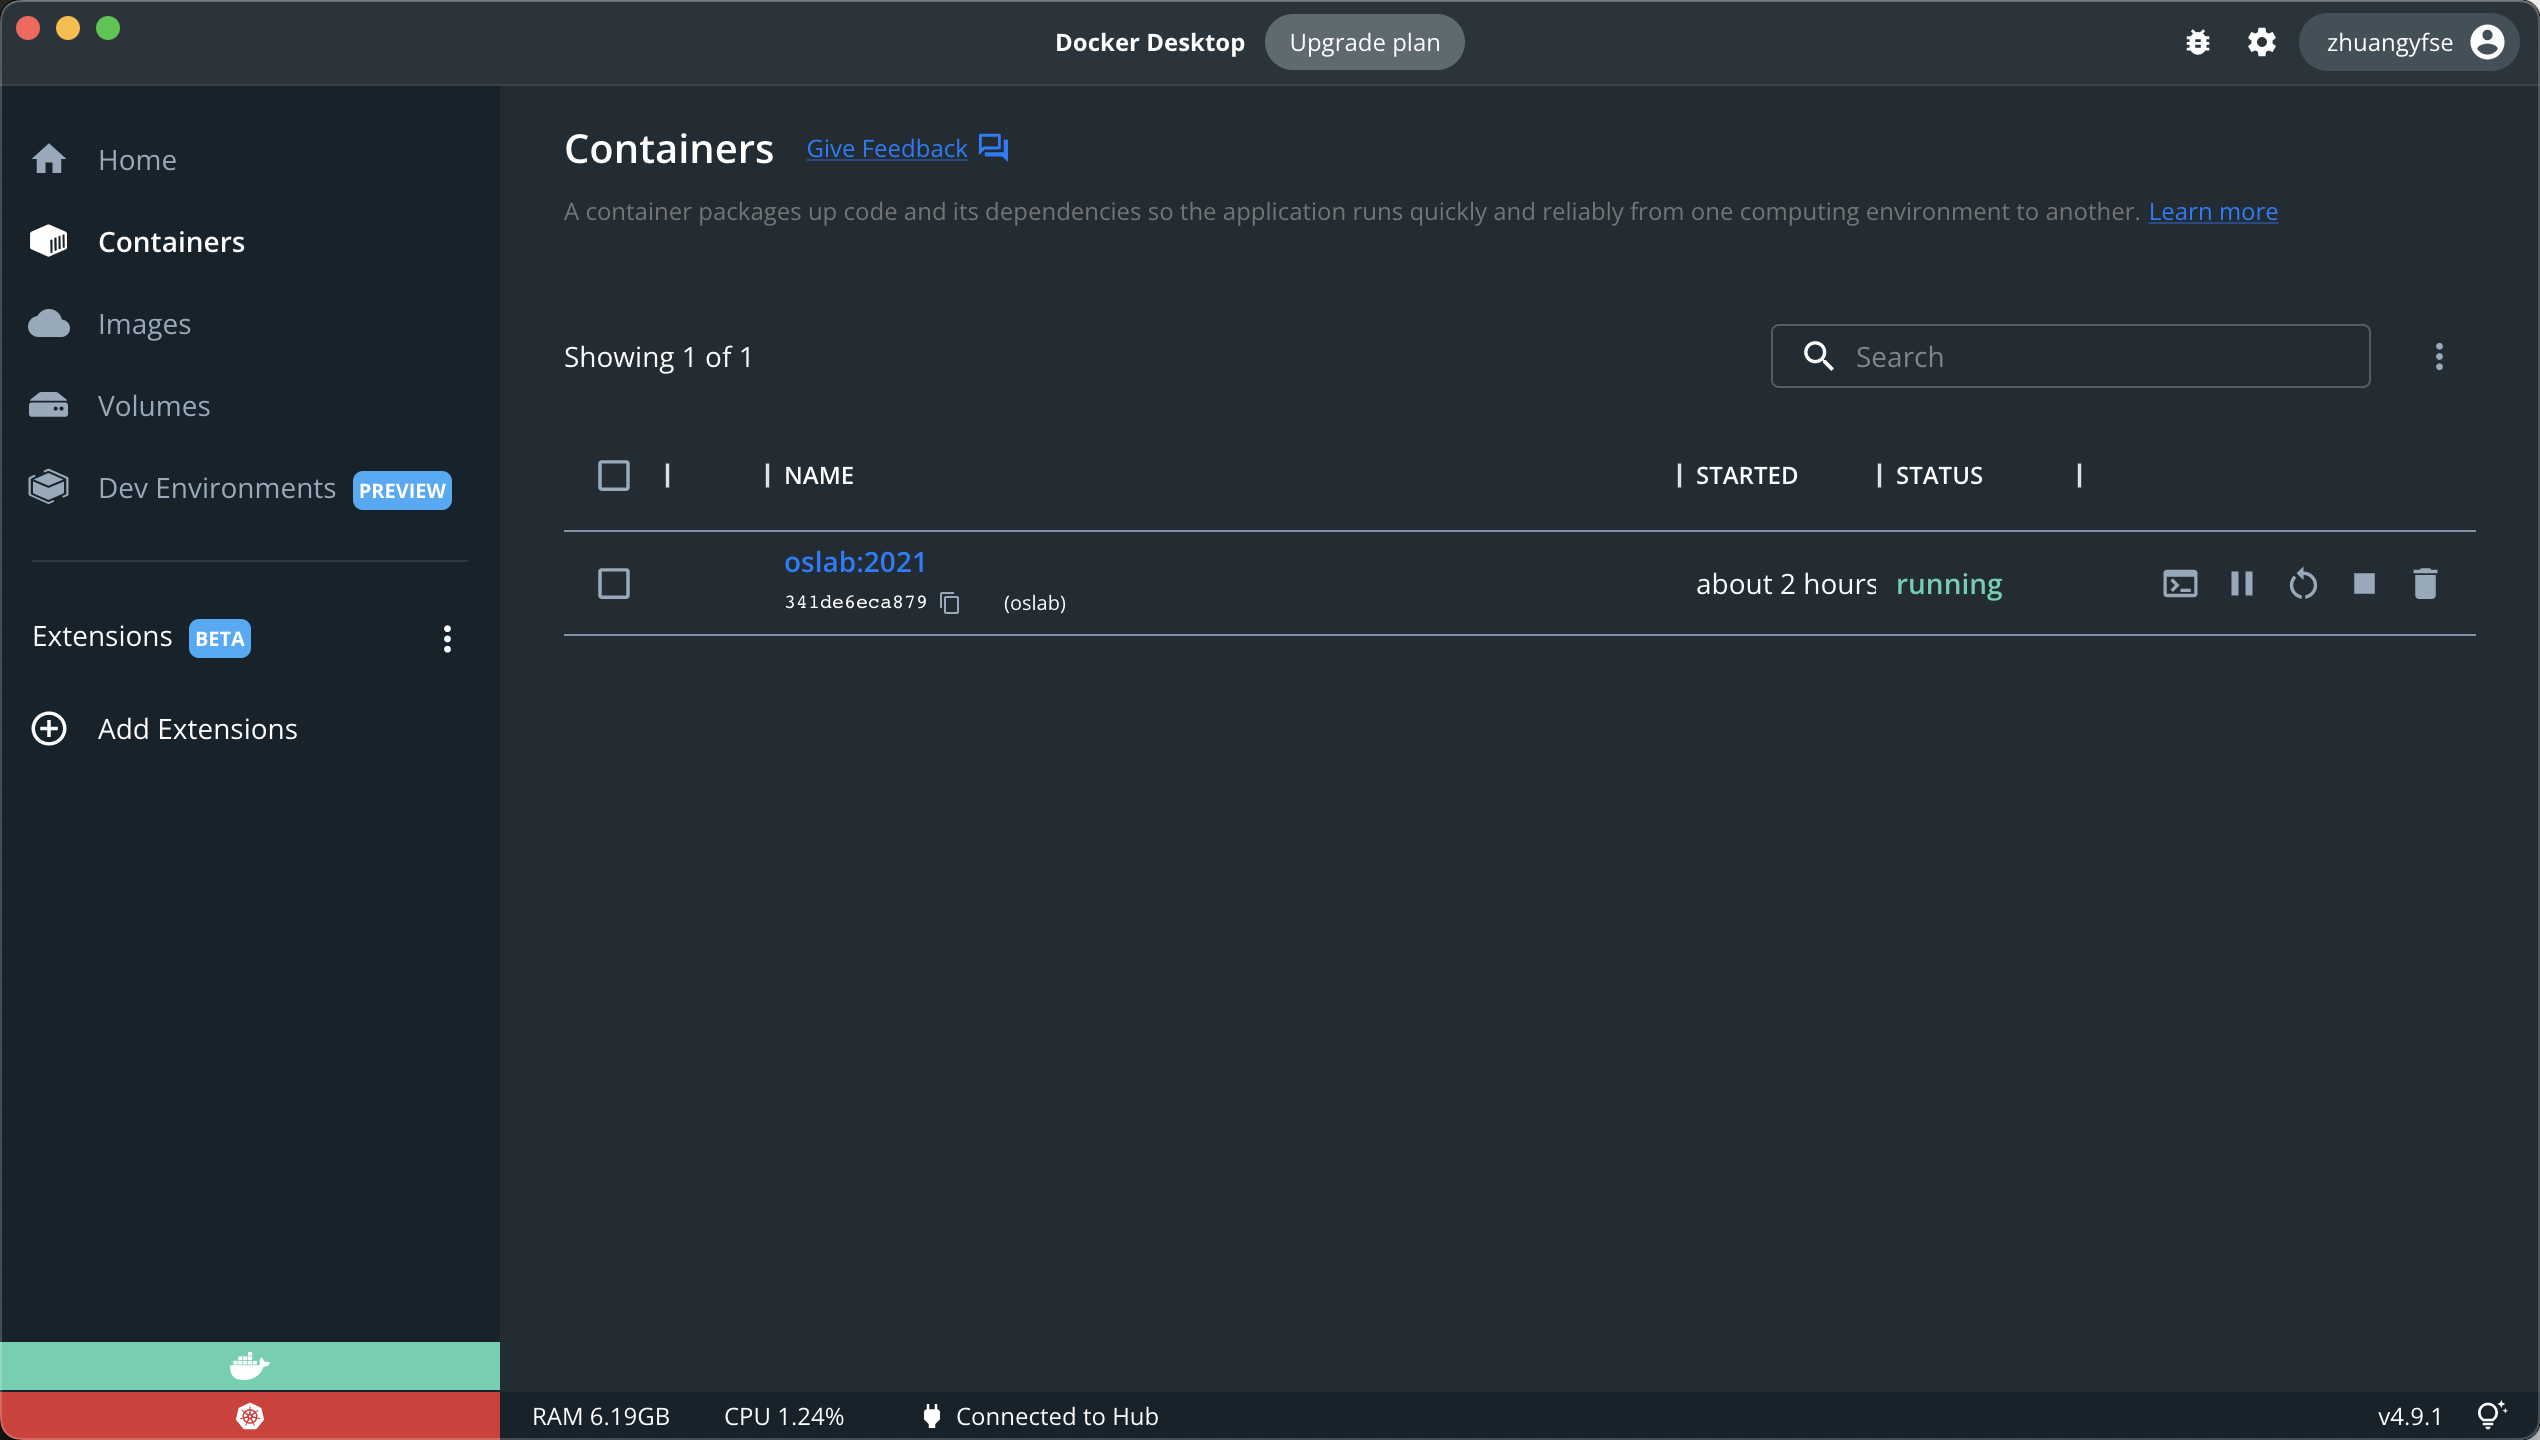 Docker Desktop Upgrade plan zhuangyfse
Home
Containers
Images
Volumes
Dev Environments PREVIEW
Extensions BETA
Add Extensions
Containers Give Feedback
A container packages up code and its dependencies so the application runs quickly and reliably from one computing environment to another. Learn more
Showing 1 of 1 Search
NAME STARTED STATUS
oslab:2021
341de6eca879 (oslab) about 2 hours running
RAM 6.19GB CPU 1.24% Connected to Hub v4.9.1